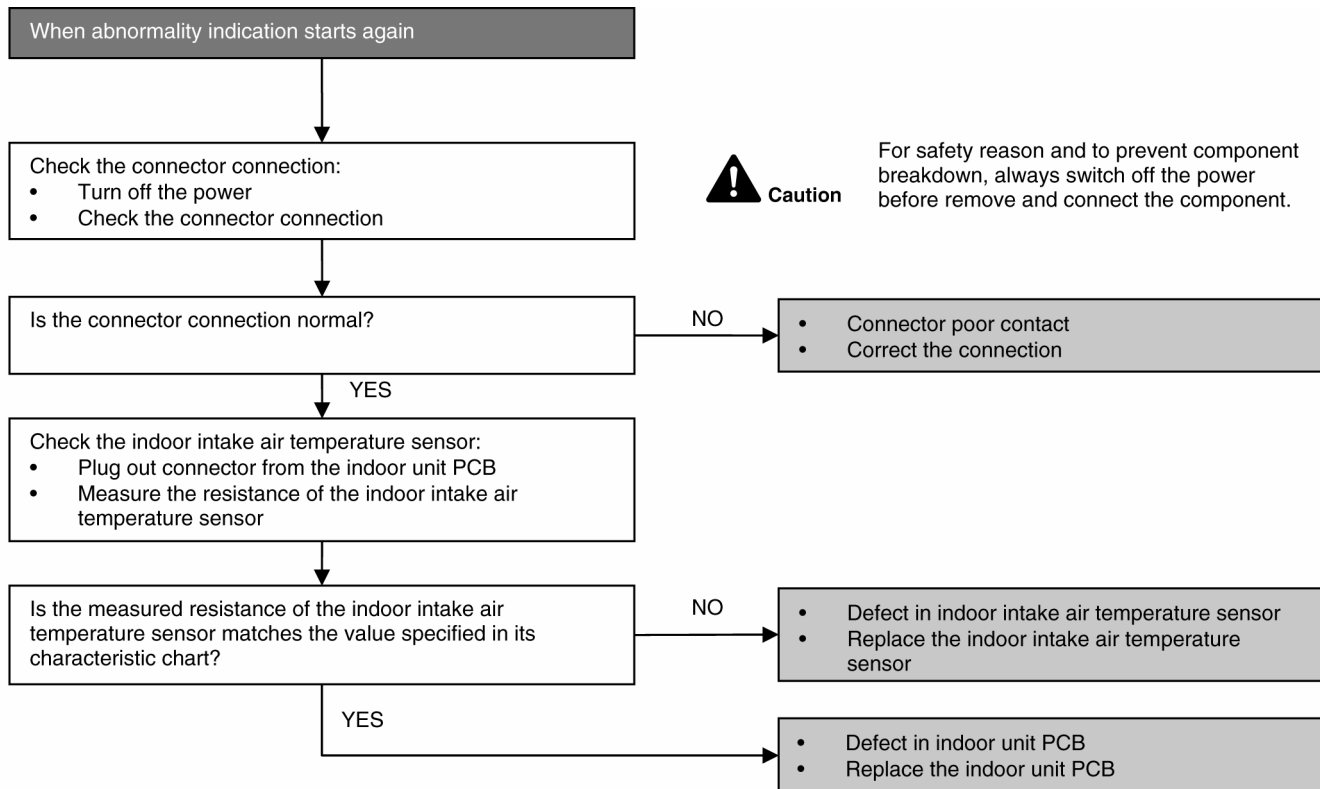 When abnormality indication starts again
Check the connector connection:
• Turn off the power
• Check the connector connection
Caution
For safety reason and to prevent component
breakdown, always switch off the power
before remove and connect the component.
Is the connector connection normal?
NO
• Connector poor contact
• Correct the connection
YES
Check the indoor intake air temperature sensor:
• Plug out connector from the indoor unit PCB
• Measure the resistance of the indoor intake air
temperature sensor
Is the measured resistance of the indoor intake air
temperature sensor matches the value specified in its
characteristic chart?
NO
• Defect in indoor intake air temperature sensor
• Replace the indoor intake air temperature
sensor
YES
• Defect in indoor unit PCB
• Replace the indoor unit PCB